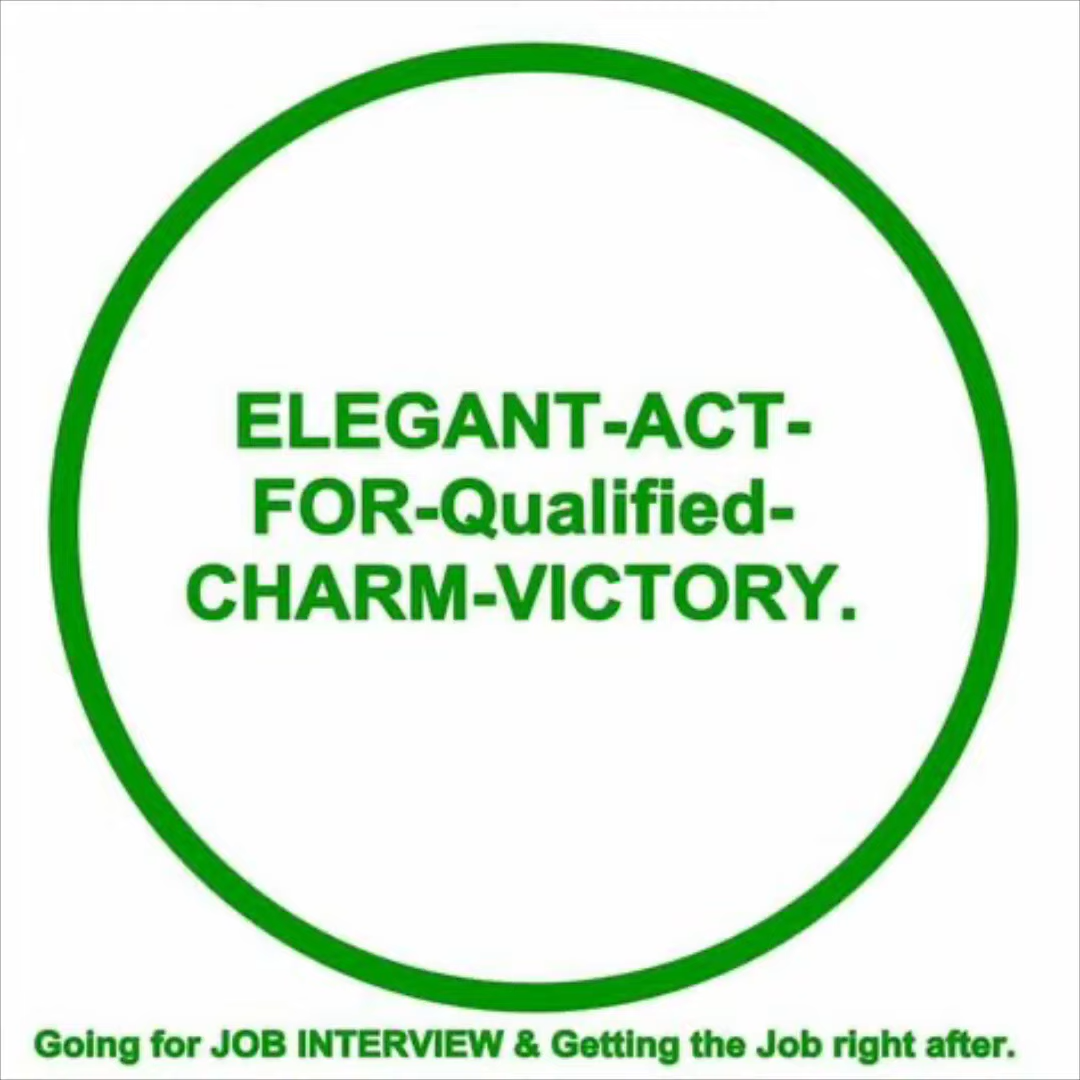 ELEGANT-ACT-
FOR-Qualified-
CHARM-VICTORY.
Going for JOB INTERVIEW & Getting the Job right after.